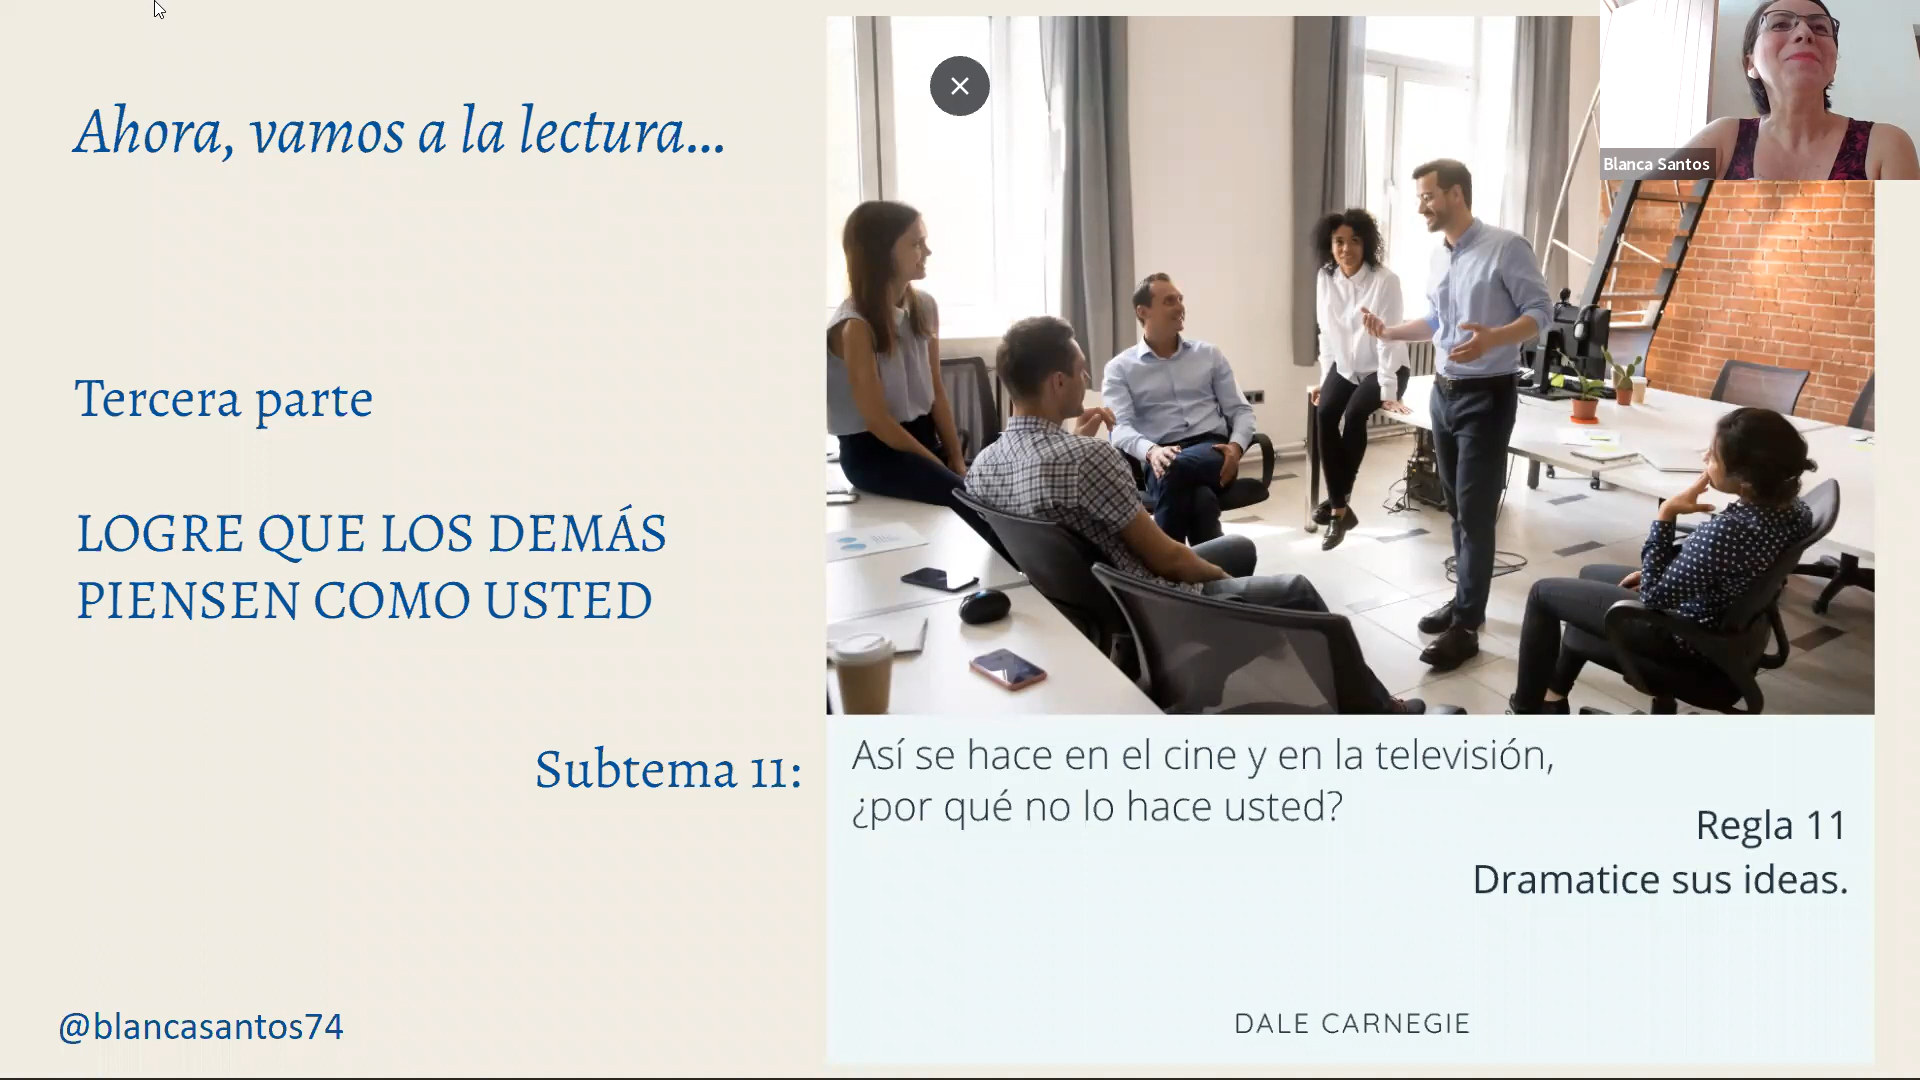 Ahora, vamos a la lectura...
Tercera parte
LOGRE QUE LOS DEMÁS
PIENSEN COMO USTED
Subtema 11:
@blancasantos74
Blanca Santos
Así se hace en el cine y en la televisión,
¿por qué no lo hace usted?
Regla 11
Dramatice sus ideas.
DALE CARNEGIE